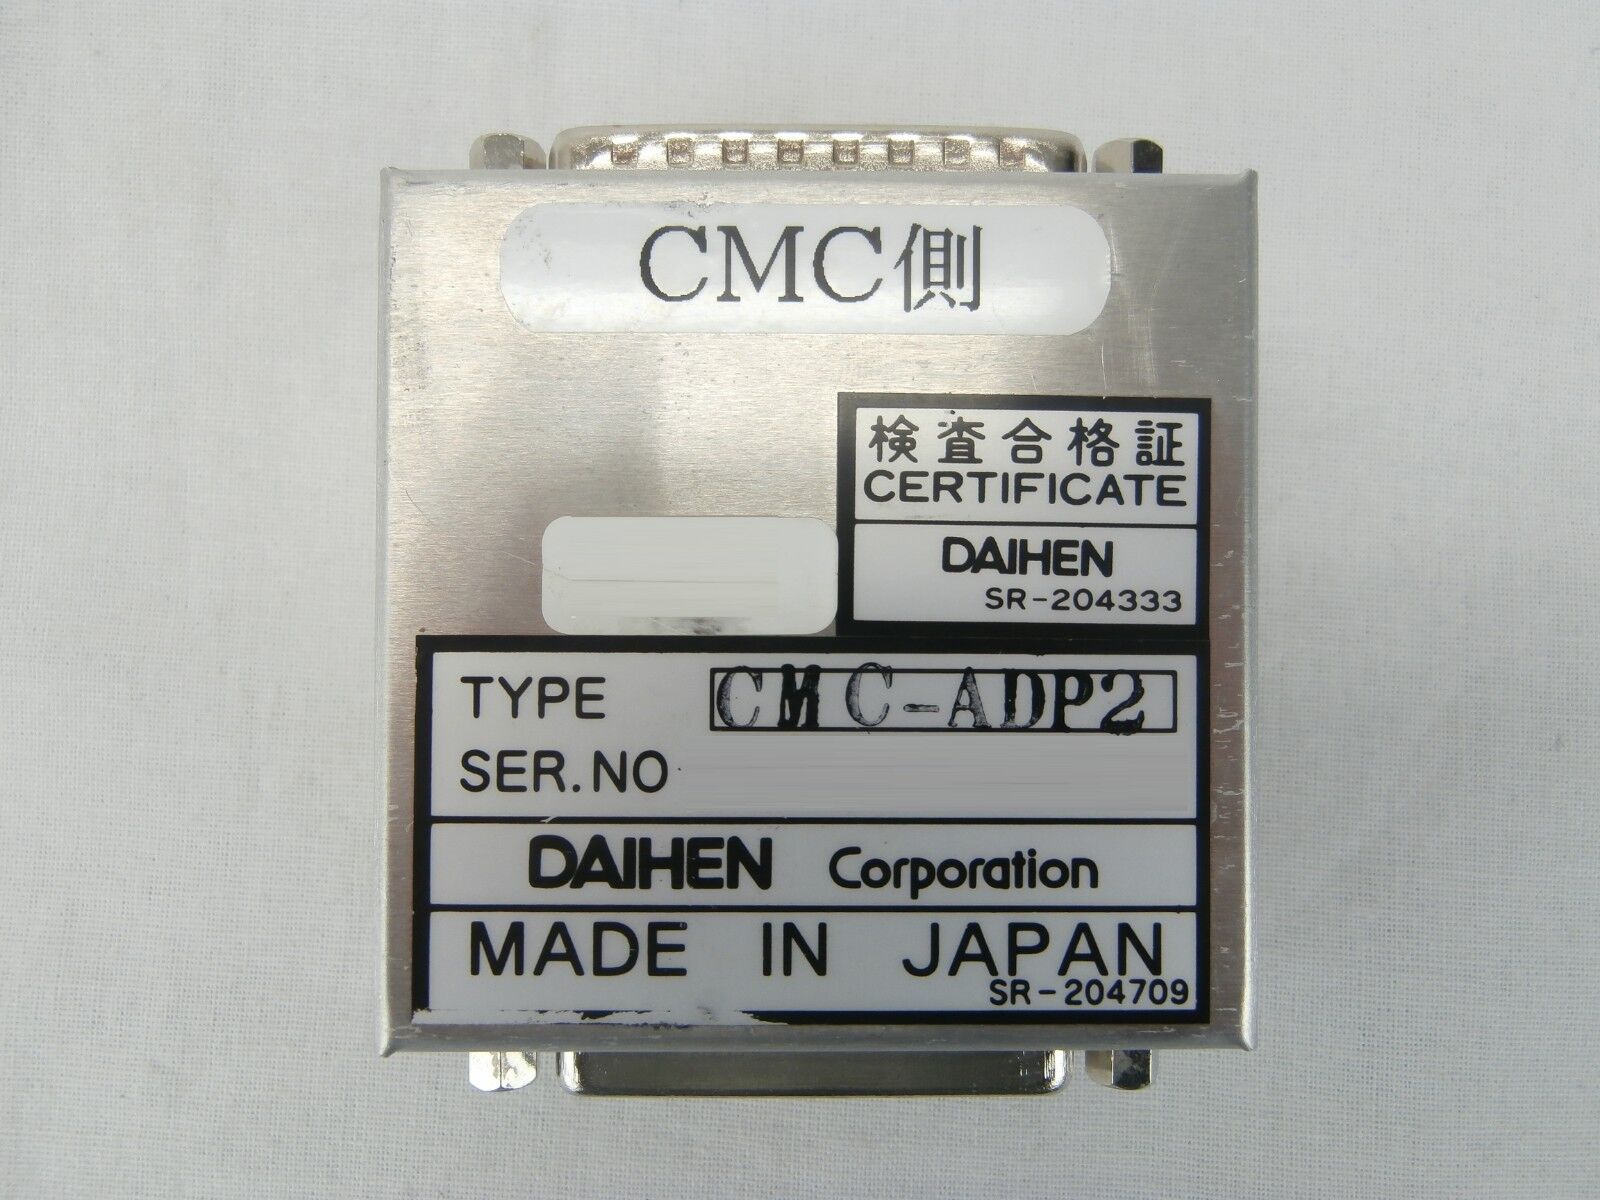 CMC側
検査合格証
CERTIFICATE
DAIHEN
SR-204333
TYPE CMC-ADP2
SER.NO
DAIHEN Corporation
MADE IN JAPAN
SR-204709